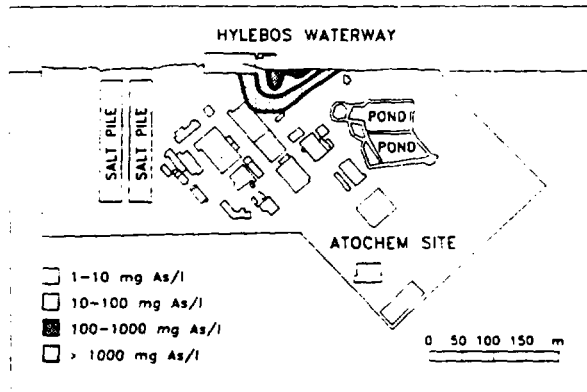 HYLEBOS WATERWAY
SALT PILE
SALT PILE
POND II
POND
ATOCHEM SITE
1-10 mg As/l
10-100 mg As/l
100-1000 mg As/l
> 1000 mg As/l
0 50 100 150 m